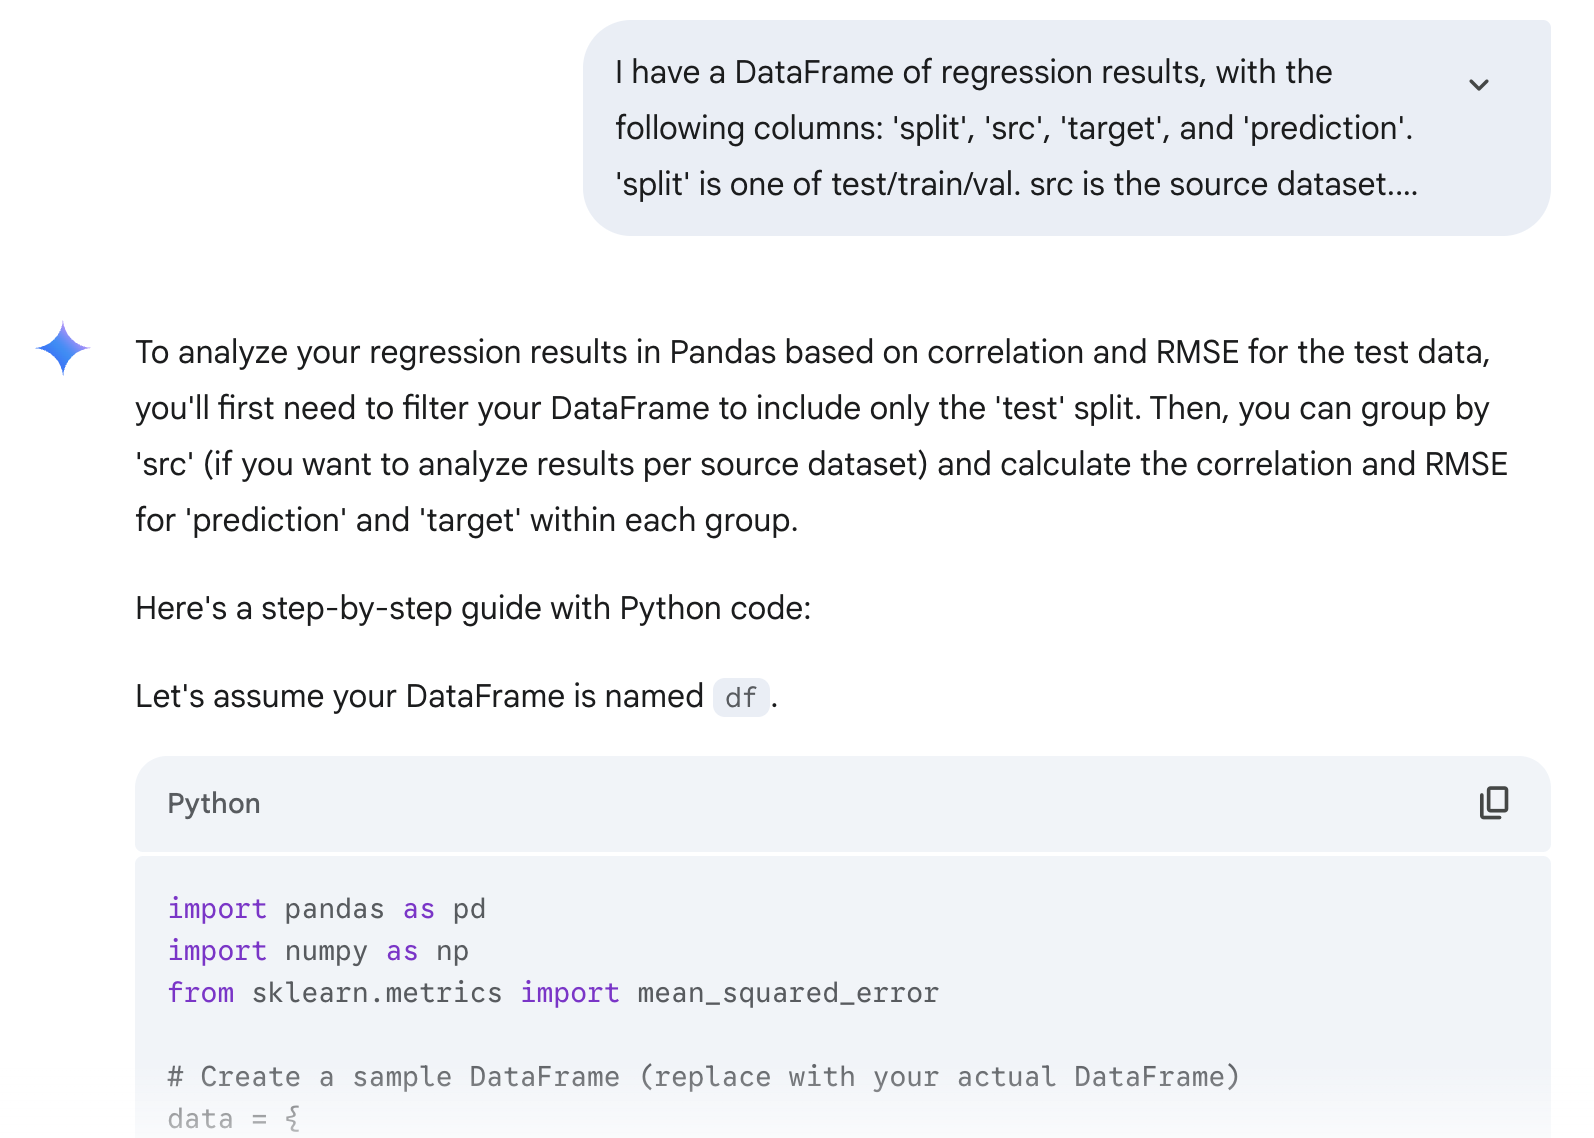 I have a DataFrame of regression results, with the
following columns: 'split', 'src', 'target', and 'prediction'.
'split' is one of test/train/val. src is the source dataset....
To analyze your regression results in Pandas based on correlation and RMSE for the test data,
you'll first need to filter your DataFrame to include only the 'test' split. Then, you can group by
'src' (if you want to analyze results per source dataset) and calculate the correlation and RMSE
for 'prediction' and 'target' within each group.
Here's a step-by-step guide with Python code:
Let's assume your DataFrame is named df.
Python
import pandas as pd
import numpy as np
from sklearn.metrics import mean_squared_error
# Create a sample DataFrame (replace with your actual DataFrame)
data = {